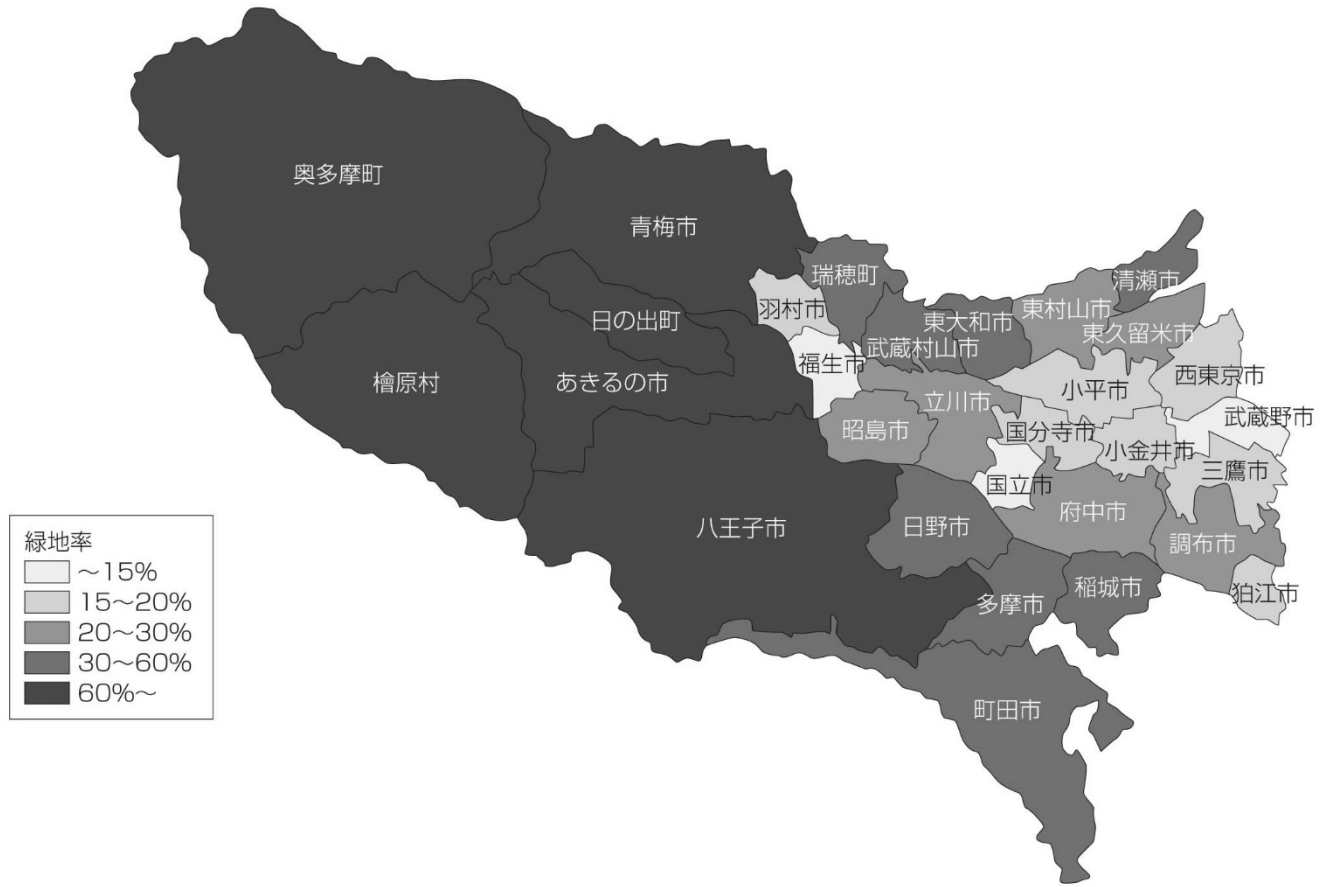 奥多摩町
青梅市
瑞穂町
清瀬市
羽村市
東村山市
日の出町
東大和市
東久留米市
武蔵村山市
福生市
檜原村
あきるの市
小平市
西東京市
立川市
武蔵野市
昭島市
国分寺市
小金井市
三鷹市
国立市
府中市
八王子市
日野市
調布市
稲城市
狛江市
多摩市
町田市
緑地率
～15%
15～20%
20～30%
30～60%
60%～